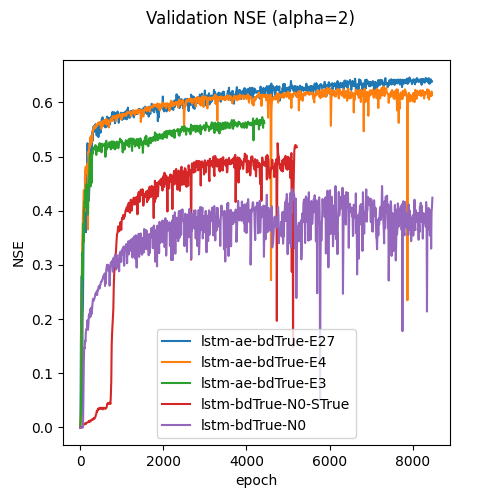 Validation NSE (alpha=2)
NSE
0.6
0.5
0.4
0.3
0.2
0.1
0.0
lstm-ae-bdTrue-E27
lstm-ae-bdTrue-E4
lstm-ae-bdTrue-E3
lstm-bdTrue-N0-STrue
lstm-bdTrue-N0
0 2000 4000 6000 8000
epoch